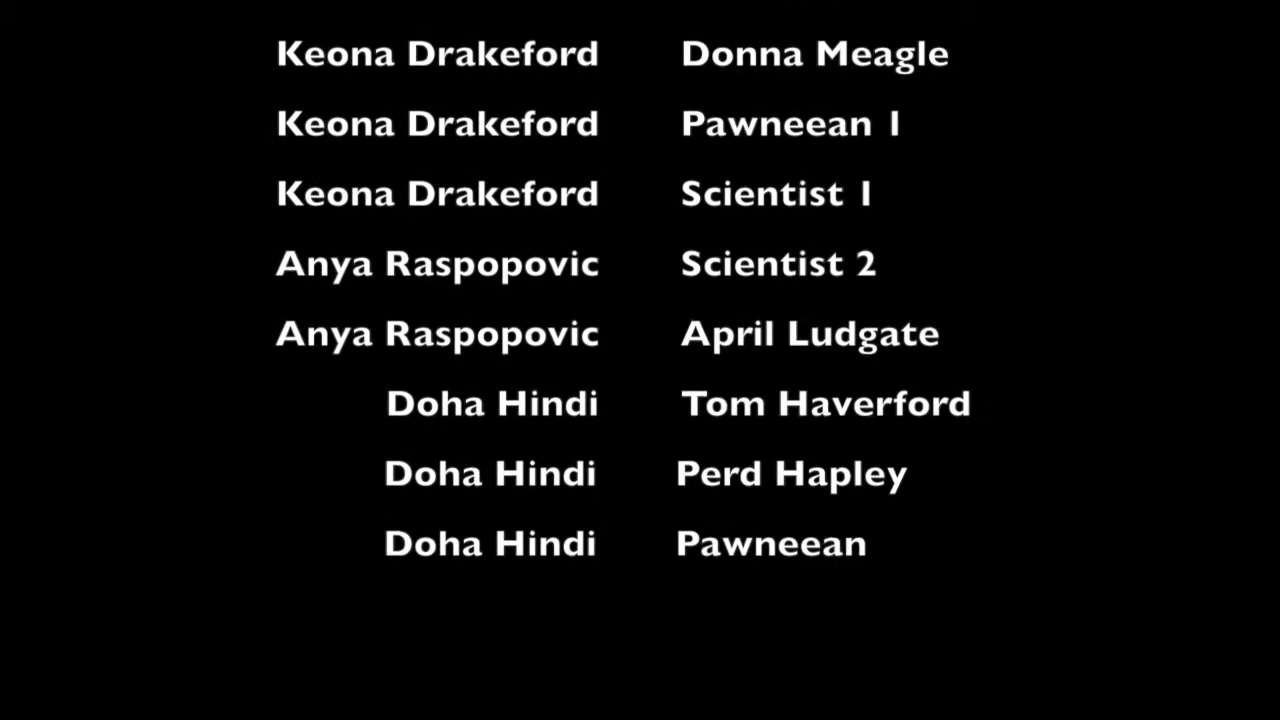 Keona Drakeford Donna Meagle
Keona Drakeford Pawneean 1
Keona Drakeford Scientist 1
Anya Raspopovic Scientist 2
Anya Raspopovic April Ludgate
Doha Hindi Tom Haverford
Doha Hindi Perd Hapley
Doha Hindi Pawneean